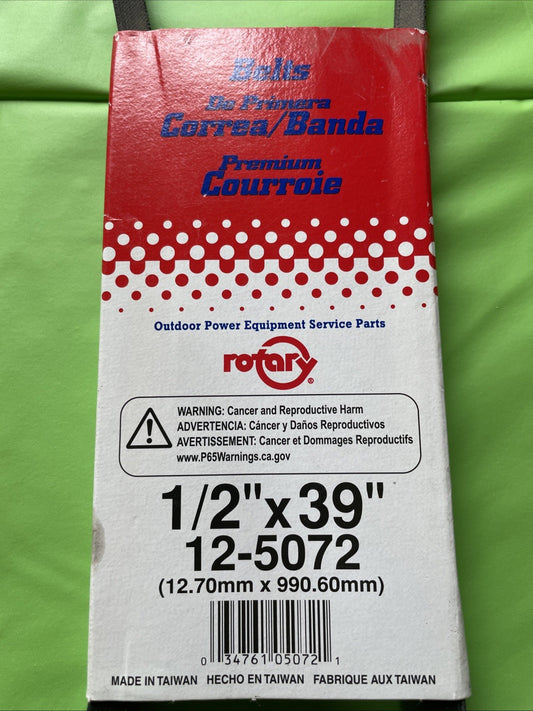 Belts
De Primera
Correa/Banda
Premium
Courroie
Outdoor Power Equipment Service Parts
rotary®
WARNING: Cancer and Reproductive Harm
ADVERTENCIA: Cáncer y Daños Reproductivos
AVERTISSEMENT: Cancer et Dommages Reproductifs
www.P65Warnings.ca.gov
1/2"x39"
12-5072
(12.70mm x 990.60mm)
0 34761 05072 1
MADE IN TAIWAN HECHO EN TAIWAN FABRIQUE AUX TAIWAN